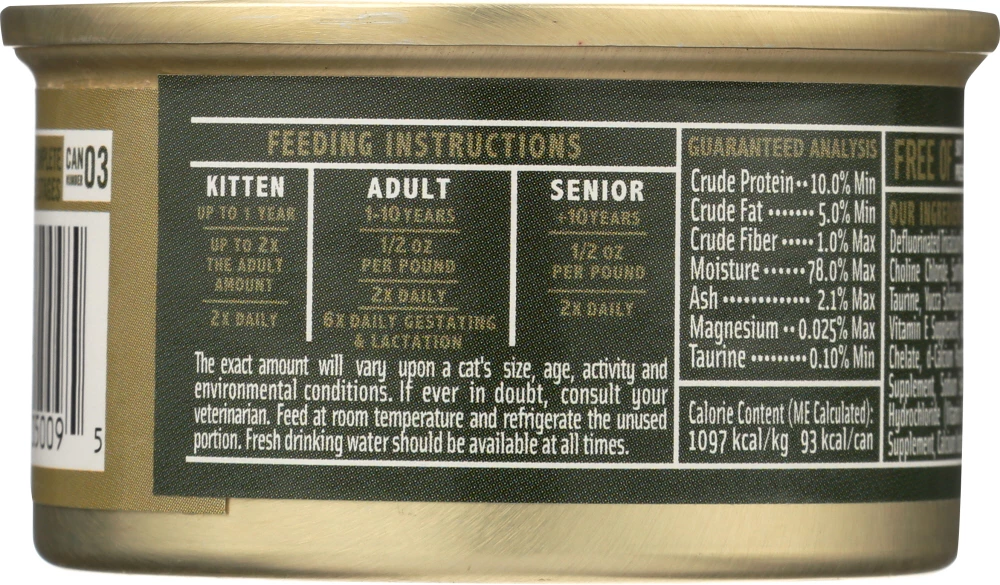 CAN
NUMBER 03
5009 5
FEEDING INSTRUCTIONS
KITTEN
UP TO 1 YEAR
UP TO 2X
THE ADULT
AMOUNT
2X DAILY
ADULT
1-10 YEARS
1/2 OZ
PER POUND
2X DAILY
6X DAILY GESTATING
& LACTATION
SENIOR
+10 YEARS
1/2 OZ
PER POUND
2X DAILY
The exact amount will vary upon a cat's size, age, activity and
environmental conditions. If ever in doubt, consult your
veterinarian. Feed at room temperature and refrigerate the unused
portion. Fresh drinking water should be available at all times.
GUARANTEED ANALYSIS
Crude Protein••10.0% Min
Crude Fat •••••••• 5.0% Min
Crude Fiber ••••• 1.0% Max
Moisture •••••• 78.0% Max
Ash •••••••••••• 2.1% Max
Magnesium •• 0.025% Max
Taurine ••••••••• 0.10% Min
Calorie Content (ME Calculated):
1097 kcal/kg 93 kcal/can
FREE OF
OUR
Defluorinated
Choline Chloride,
Taurine, Yucca
Vitamin E
Chelate,
Supplement,
Supplement,